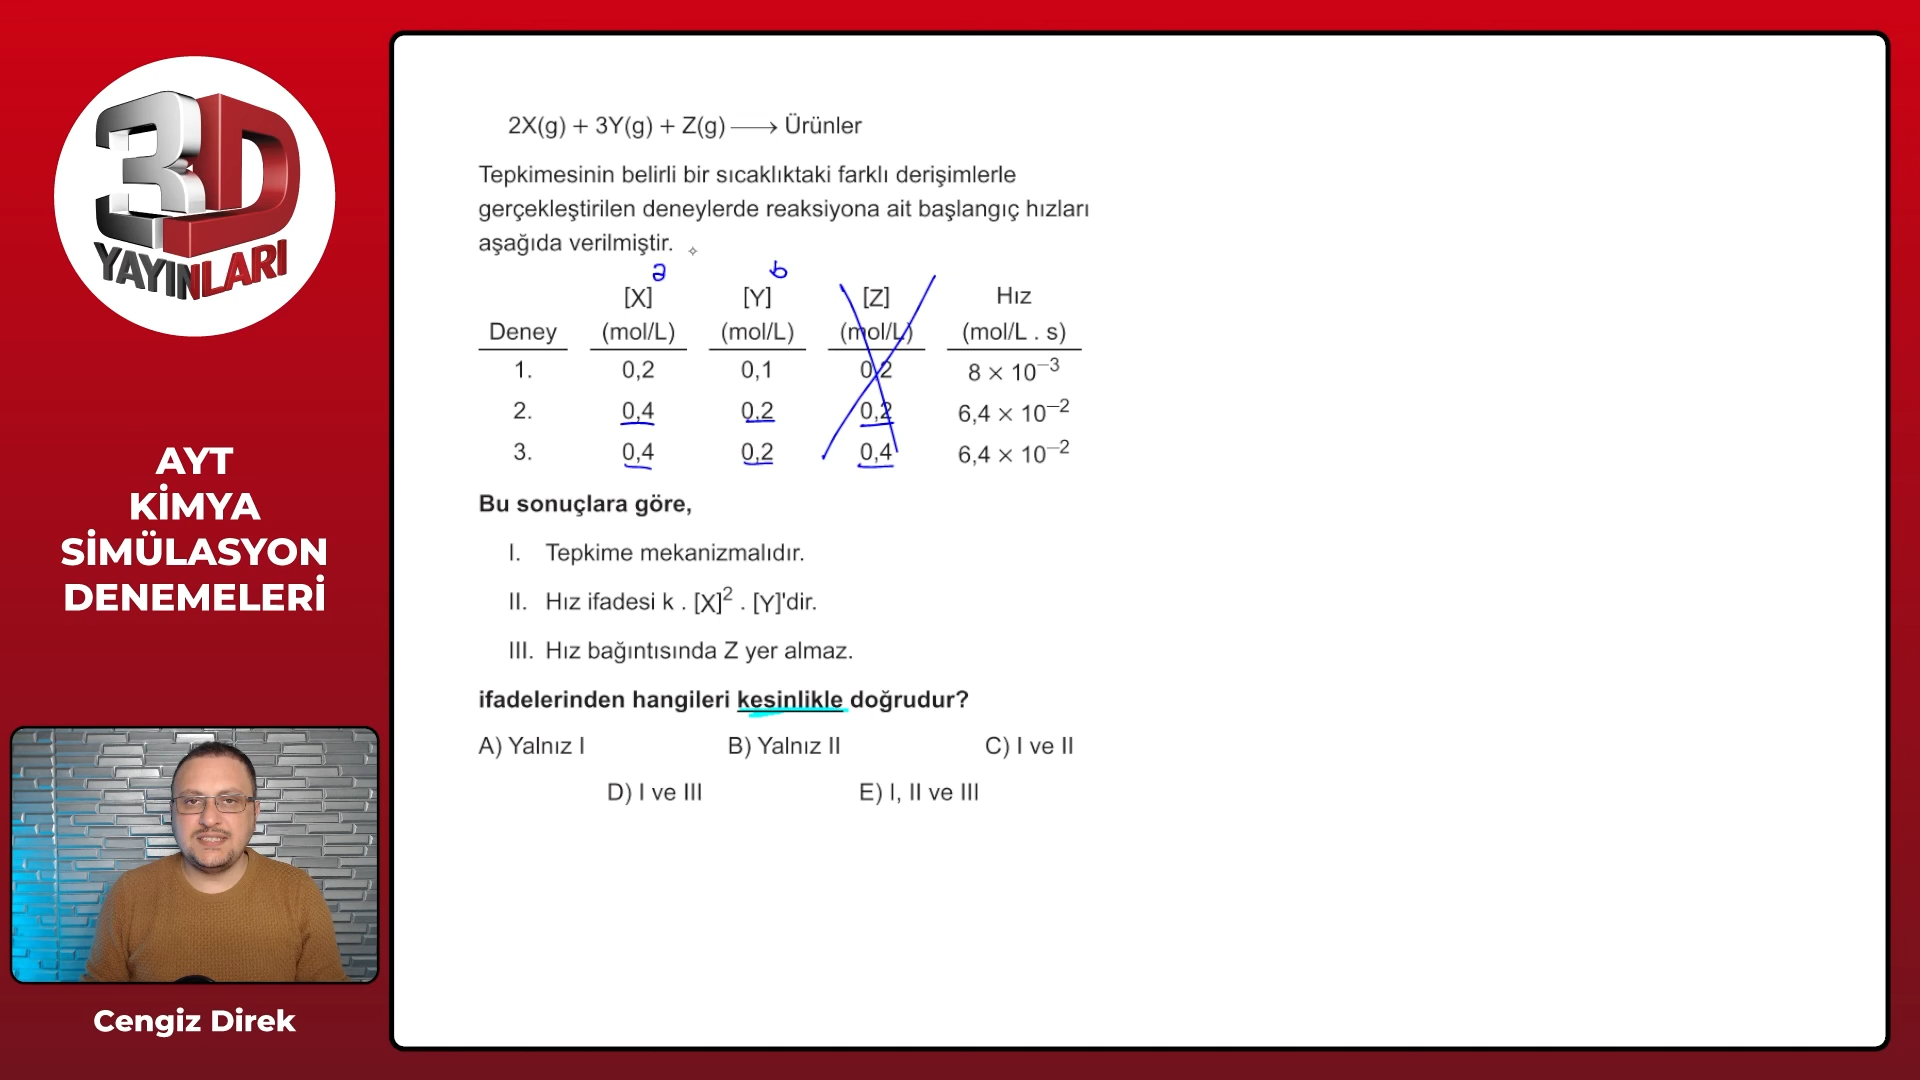 3D
YAYINLARI
AYT
KİMYA
SİMÜLASYON
DENEMELERİ
Cengiz Direk
2X(g) + 3Y(g) + Z(g) ⟶ Ürünler
Tepkimesinin belirli bir sıcaklıktaki farklı derişimlerle
gerçekleştirilen deneylerde reaksiyona ait başlangıç hızları
aşağıda verilmiştir.
a b
[X] [Y] [Z] Hız
Deney (mol/L) (mol/L) (mol/L) (mol/L . s)
1. 0,2 0,1 0,2 8 × 10⁻³
2. 0,4 0,2 0,2 6,4 × 10⁻²
3. 0,4 0,2 0,4 6,4 × 10⁻²
Bu sonuçlara göre,
I. Tepkime mekanizmalıdır.
II. Hız ifadesi k . [X]² . [Y]'dir.
III. Hız bağıntısında Z yer almaz.
ifadelerinden hangileri kesinlikle doğrudur?
A) Yalnız I B) Yalnız II C) I ve II
D) I ve III E) I, II ve III